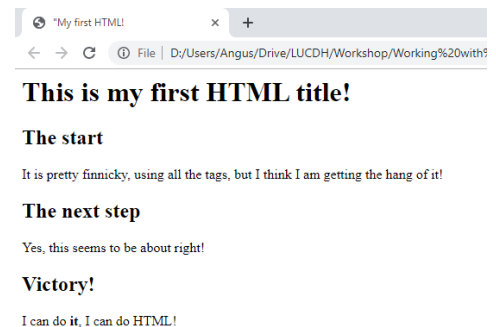 "My first HTML!
File | D:/Users/Angus/Drive/LUCDH/Workshop/Working%20with%
This is my first HTML title!
The start
It is pretty finnicky, using all the tags, but I think I am getting the hang of it!
The next step
Yes, this seems to be about right!
Victory!
I can do it, I can do HTML!